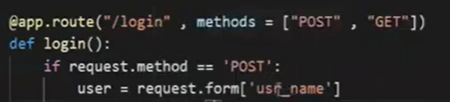 @app.route("/login" , methods = ["POST" , "GET"])
def login():
if request.method == 'POST':
user = request.form['usr_name']